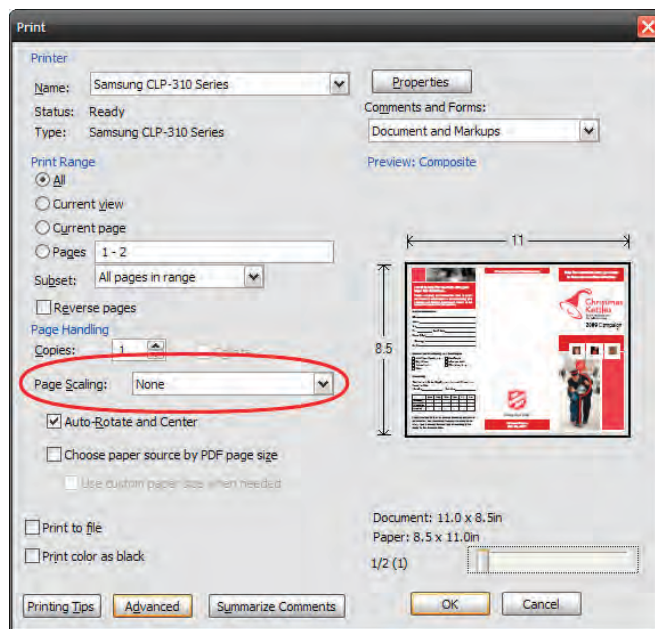 Print
Printer
Name: Samsung CLP-310 Series
Properties
Status: Ready
Type: Samsung CLP-310 Series
Comments and Forms:
Document and Markups
Print Range
All
Current view
Current page
Pages 1 - 2
Subset: All pages in range
Reverse pages
Preview: Composite
11
8.5
Christmas
Kettles
2009 Campaign
Page Handling
Copies: 1
Page Scaling: None
Auto-Rotate and Center
Choose paper source by PDF page size
Use custom paper size when needed
Print to file
Print color as black
Document: 11.0 x 8.5in
Paper: 8.5 x 11.0in
1/2 (1)
Printing Tips
Advanced
Summarize Comments
OK
Cancel